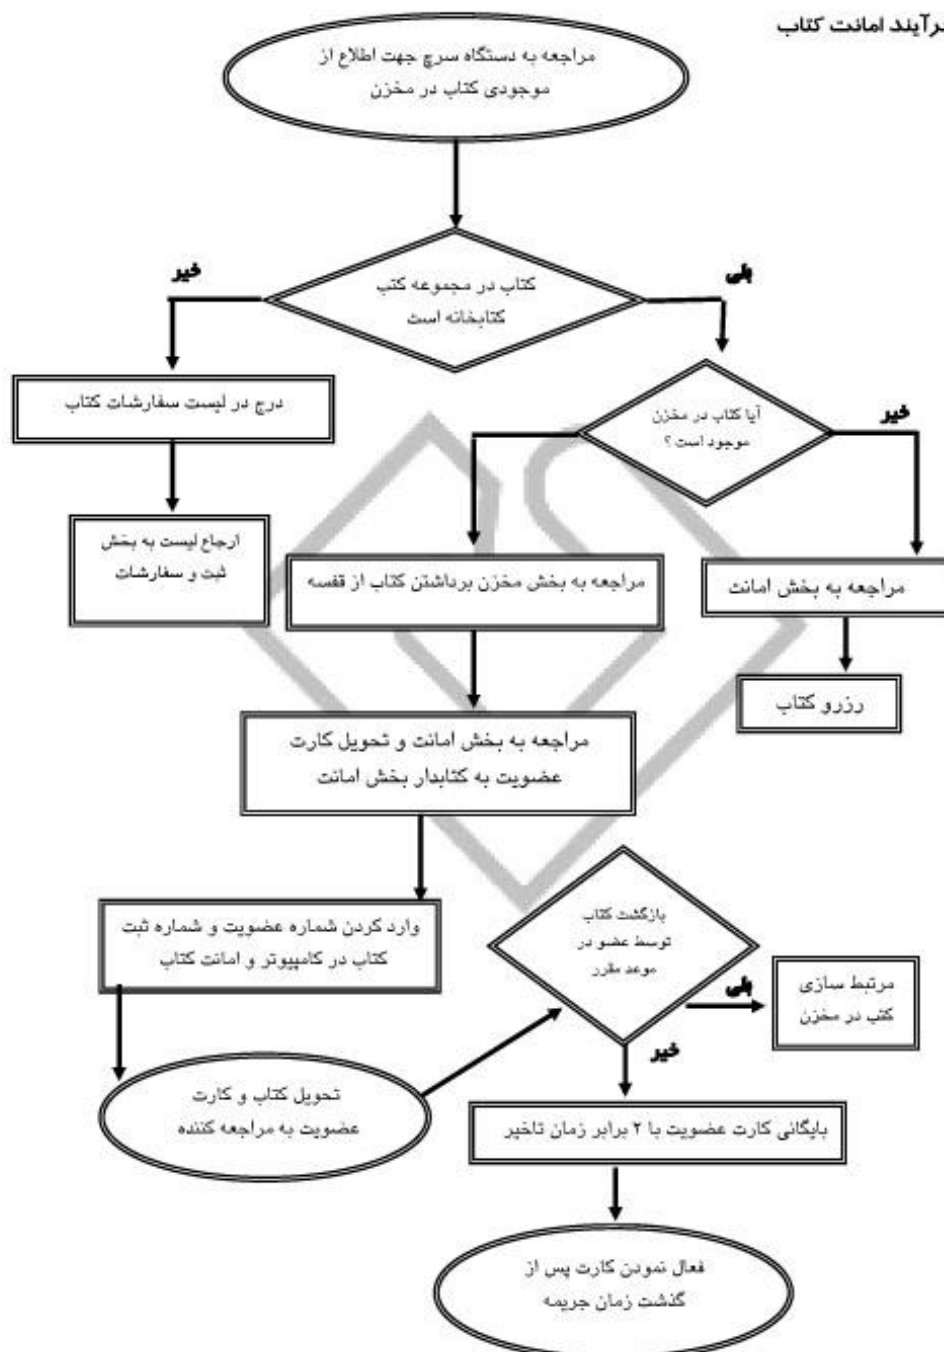 رآیند امانت کتاب
مراجعه به دستگاه سرچ جهت اطلاع از
موجودی کتاب در مخزن
کتاب در مجموعه کتب
کتابخانه است
خیر
بلی
درج در لیست سفارشات کتاب
ارجاع لیست به بخش
ثبت و سفارشات
آیا کتاب در مخزن
موجود است ؟
خیر
مراجعه به بخش مخزن برداشتن کتاب از قفسه
مراجعه به بخش امانت
رزرو کتاب
مراجعه به بخش امانت و تحویل کارت
عضویت به کتابدار بخش امانت
وارد کردن شماره عضویت و شماره ثبت
کتاب در کامپیوتر و امانت کتاب
تحویل کتاب و کارت
عضویت به مراجعه کننده
بازگشت کتاب
توسط عضو در
موعد مقرر
بلی
مرتبط سازی
کتب در مخزن
خیر
بایگانی کارت عضویت با ۲ برابر زمان تاخیر
فعال نمودن کارت پس از
گذشت زمان جریمه